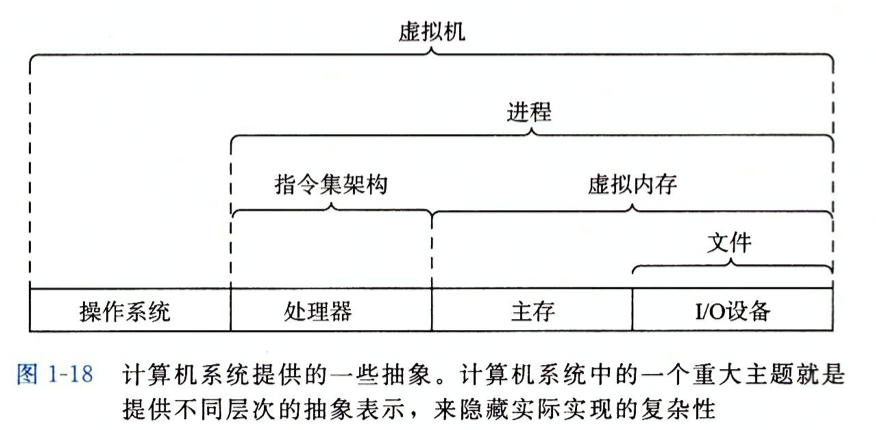 虚拟机
进程
指令集架构
虚拟内存
文件
操作系统
处理器
主存
I/O设备
图 1-18 计算机系统提供的一些抽象。计算机系统中的一个重大主题就是
提供不同层次的抽象表示，来隐藏实际实现的复杂性